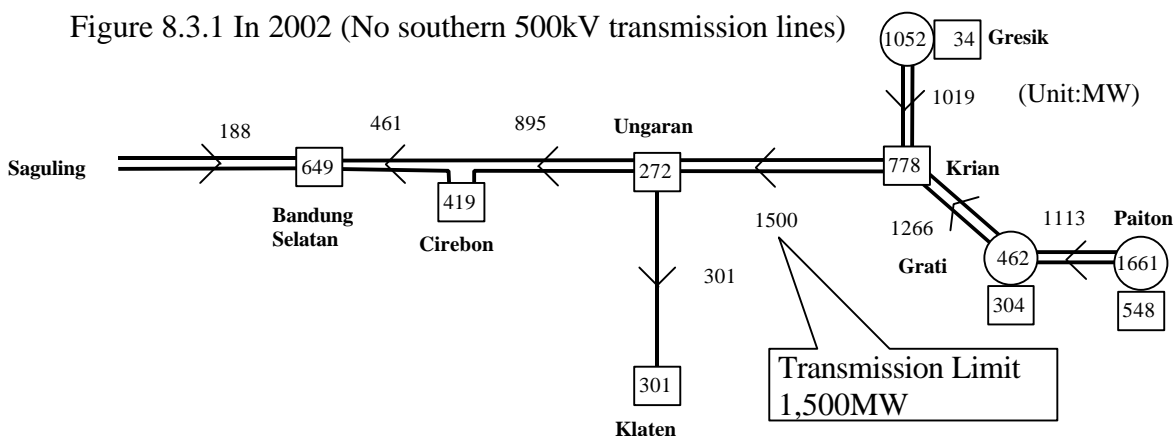 Figure 8.3.1 In 2002 (No southern 500kV transmission lines)
1052
34
Gresik
1019
(Unit:MW)
188
461
895
Ungaran
Saguling
649
272
778
Krian
419
Bandung
Selatan
Cirebon
1500
1266
1113
Paiton
Grati
462
1661
301
304
548
Transmission Limit
1,500MW
301
Klaten